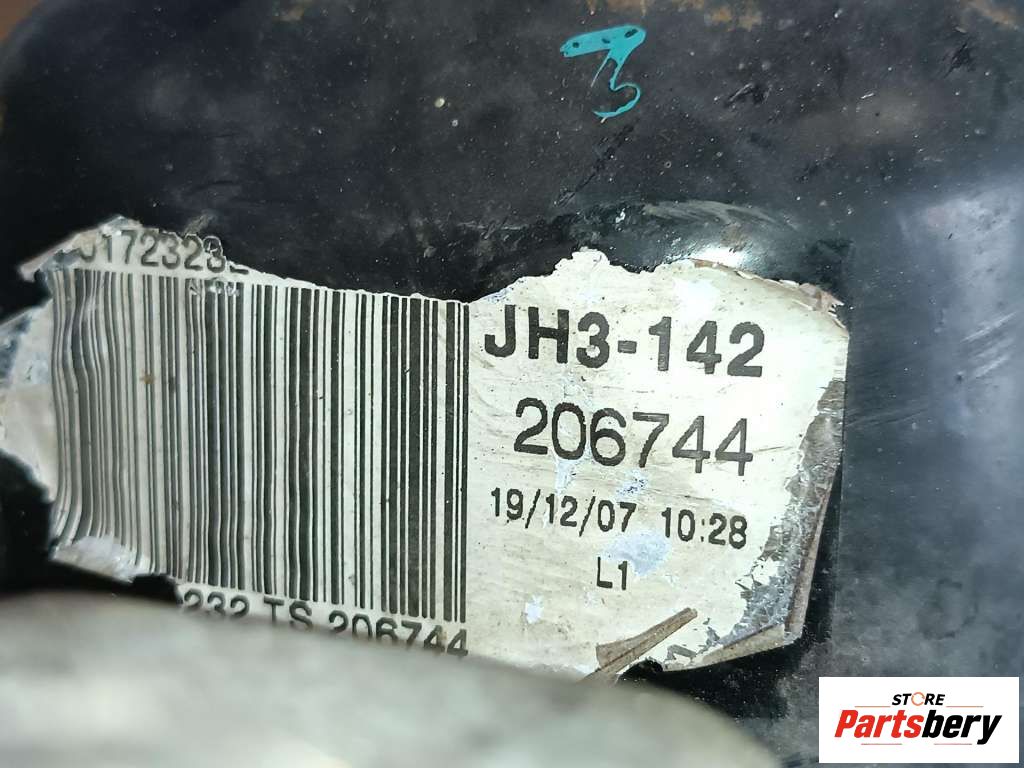 3
JH3-142
206744
19/12/07 10:28
L1
232 TS 206744
STORE
Partsbery